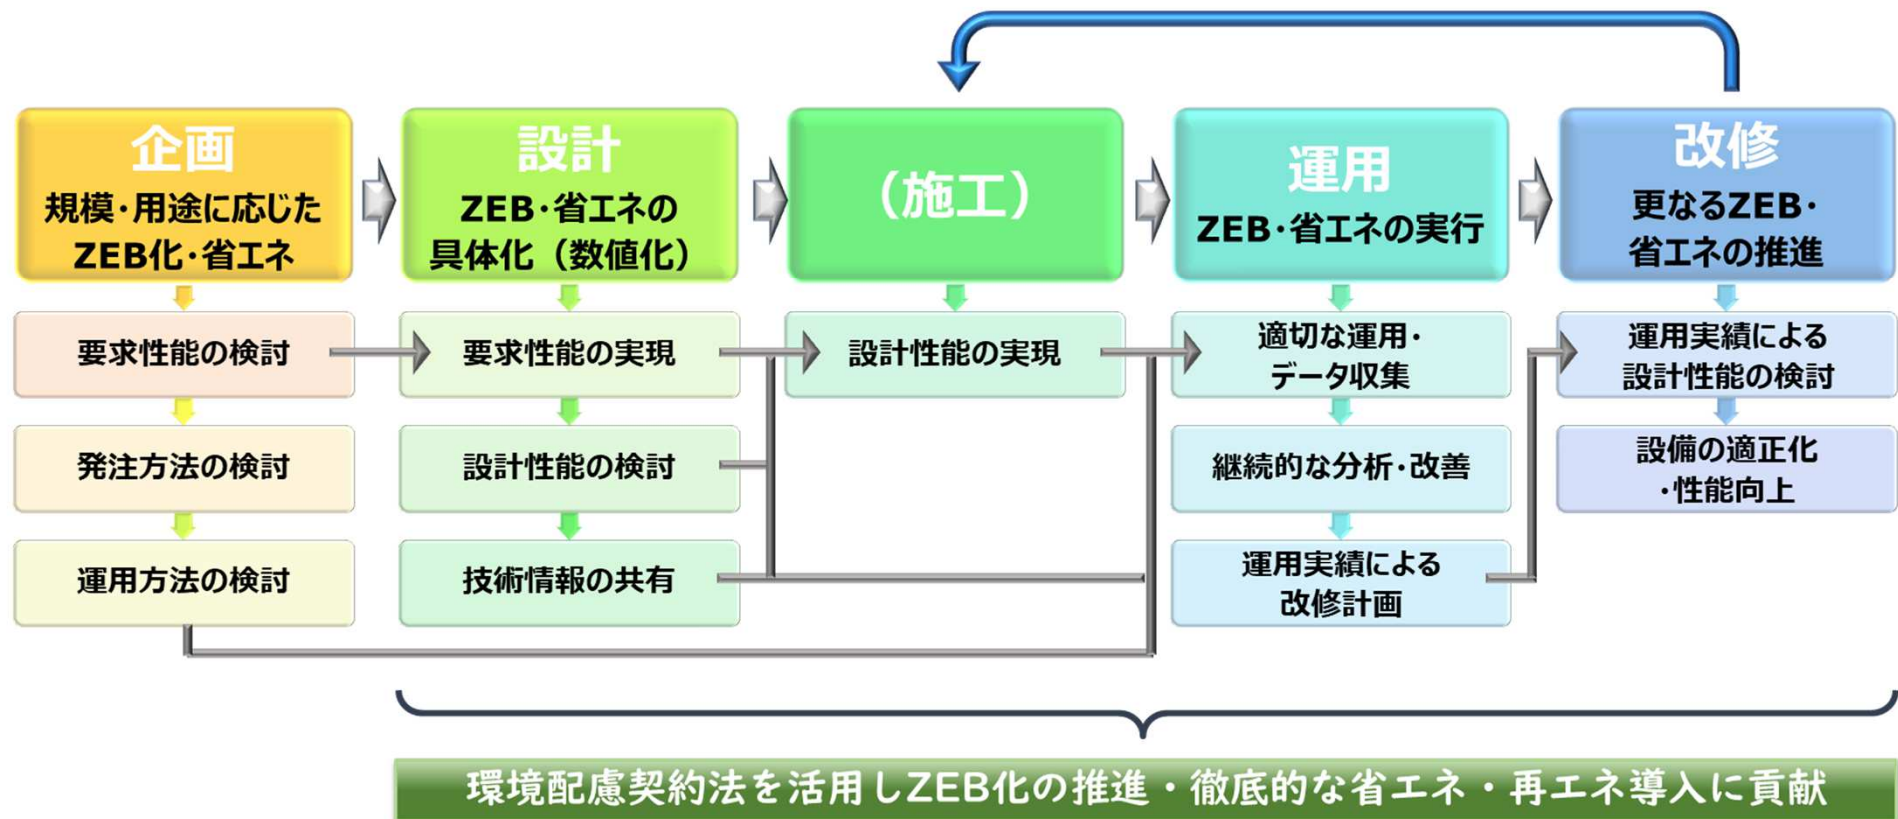 企画
規模・用途に応じた
ZEB化・省エネ
設計
ZEB・省エネの
具体化（数値化）
（施工）
運用
ZEB・省エネの実行
改修
更なるZEB・
省エネの推進
要求性能の検討
発注方法の検討
運用方法の検討
要求性能の実現
設計性能の検討
技術情報の共有
設計性能の実現
適切な運用・
データ収集
継続的な分析・改善
運用実績による
改修計画
運用実績による
設計性能の検討
設備の適正化
・性能向上
環境配慮契約法を活用しZEB化の推進・徹底的な省エネ・再エネ導入に貢献